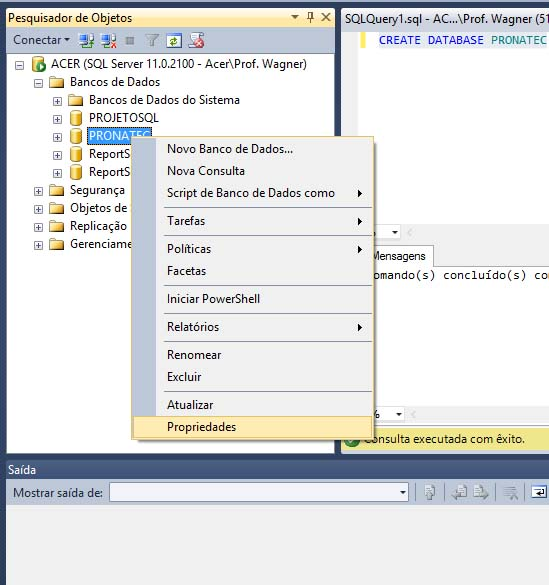 Pesquisador de Objetos
Conectar
ACER (SQL Server 11.0.2100 - Acer\Prof. Wagner)
Bancos de Dados
Bancos de Dados do Sistema
PROJETOSQL
PRONATEC
ReportS
ReportS
Segurança
Objetos de
Replicação
Gerenciame
Novo Banco de Dados...
Nova Consulta
Script de Banco de Dados como
Tarefas
Políticas
Facetas
Iniciar PowerShell
Relatórios
Renomear
Excluir
Atualizar
Propriedades
SQLQuery1.sql - AC...\Prof. Wagner (51
CREATE DATABASE PRONATEC
%
Mensagens
omando(s) concluído(s) co
%
Consulta executada com êxito.
Saída
Mostrar saída de: